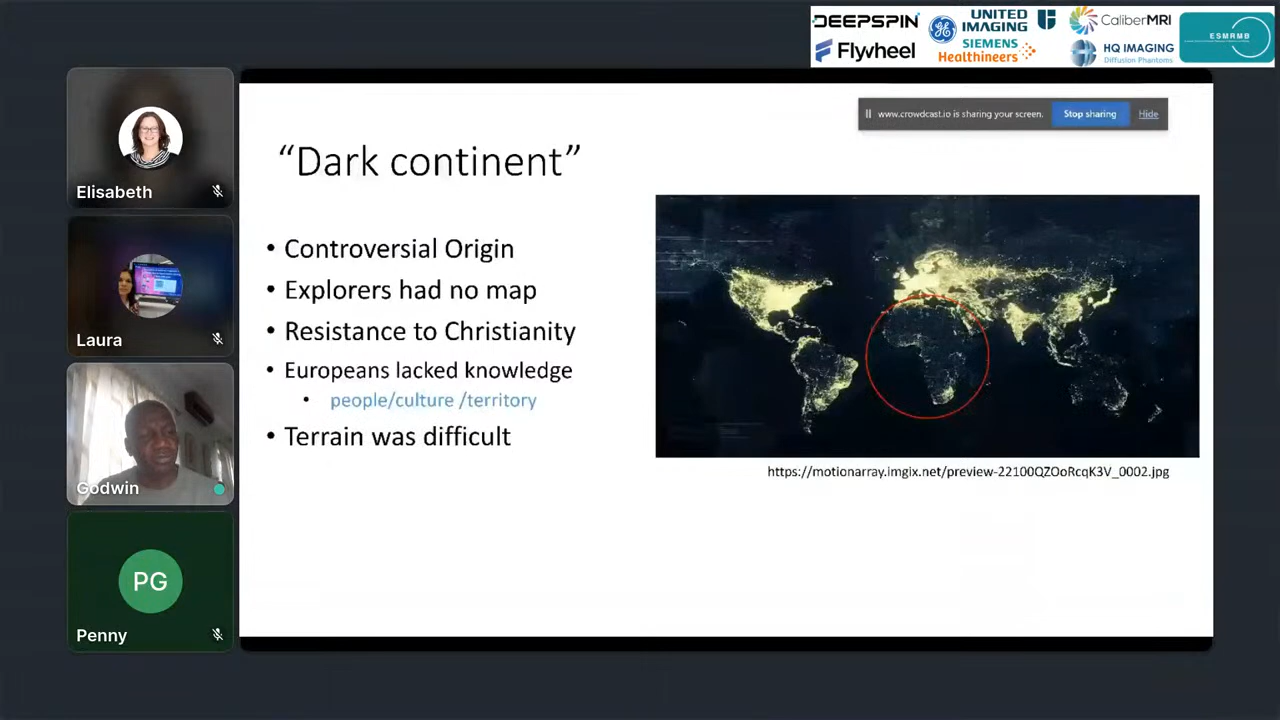 DEEPSPIN
UNITED
IMAGING
CaliberMRI
ESMRMB
Flywheel
SIEMENS
Healthineers
HQ IMAGING
Diffusion Phantoms
www.crowdcast.io is sharing your screen.
Stop sharing
Hide
“Dark continent”
Elisabeth
• Controversial Origin
• Explorers had no map
• Resistance to Christianity
• Europeans lacked knowledge
• people/culture /territory
• Terrain was difficult
Laura
https://motionarray.imgix.net/preview-22100QZOoRcqK3V_0002.jpg
Godwin
PG
Penny